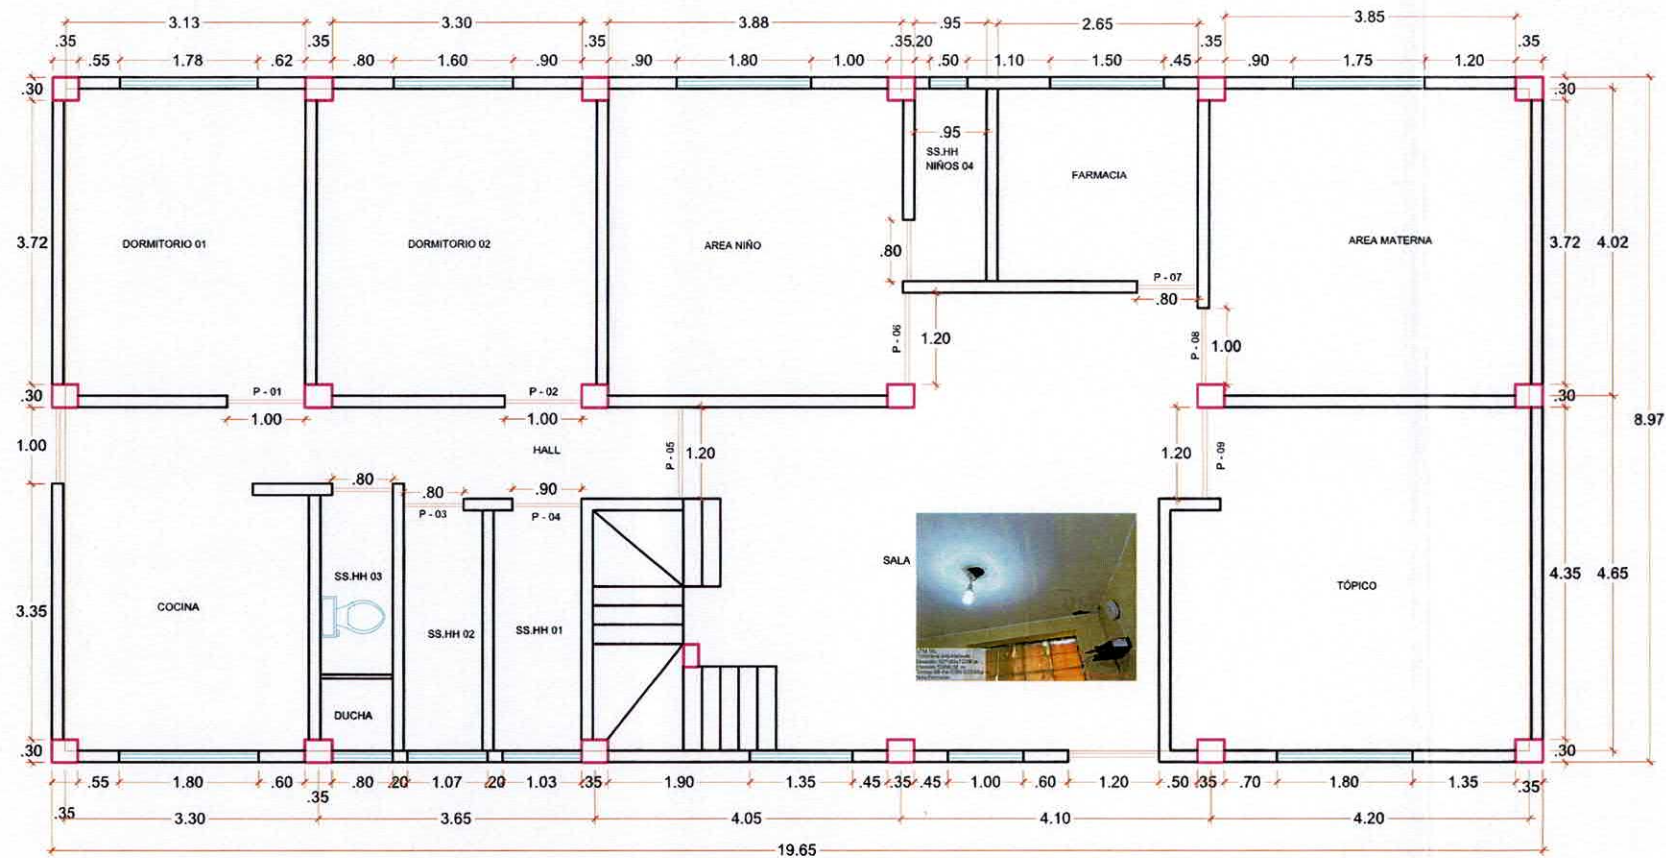 3.13 3.30 3.88 .95 2.65 3.85
.35 .35 .35 .35 .20 .35 .35
.55 1.78 .62 .80 1.60 .90 .90 1.80 1.00 .50 1.10 1.50 .45 .90 1.75 1.20
.30 .30
.95
SS.HH
NIÑOS 04
FARMACIA
3.72 DORMITORIO 01 DORMITORIO 02 AREA NIÑO .80 AREA MATERNA 3.72 4.02
P - 07
.80
P - 06 1.20 P - 08 1.00
.30 P - 01 P - 02 .30
1.00 1.00 8.97
1.00 HALL P - 05 1.20 1.20 P - 09
.80 .80 .90
P - 03 P - 04
SALA
SS.HH 03 4.35 4.65
3.35 COCINA TÓPICO
SS.HH 02 SS.HH 01
DUCHA
.30 .30
.55 1.80 .60 .80 .20 1.07 .20 1.03 .35 1.90 1.35 .45 .35 .45 1.00 .60 1.20 .50 .35 .70 1.80 1.35
.35 .35 .35
3.30 3.65 4.05 4.10 4.20
19.65